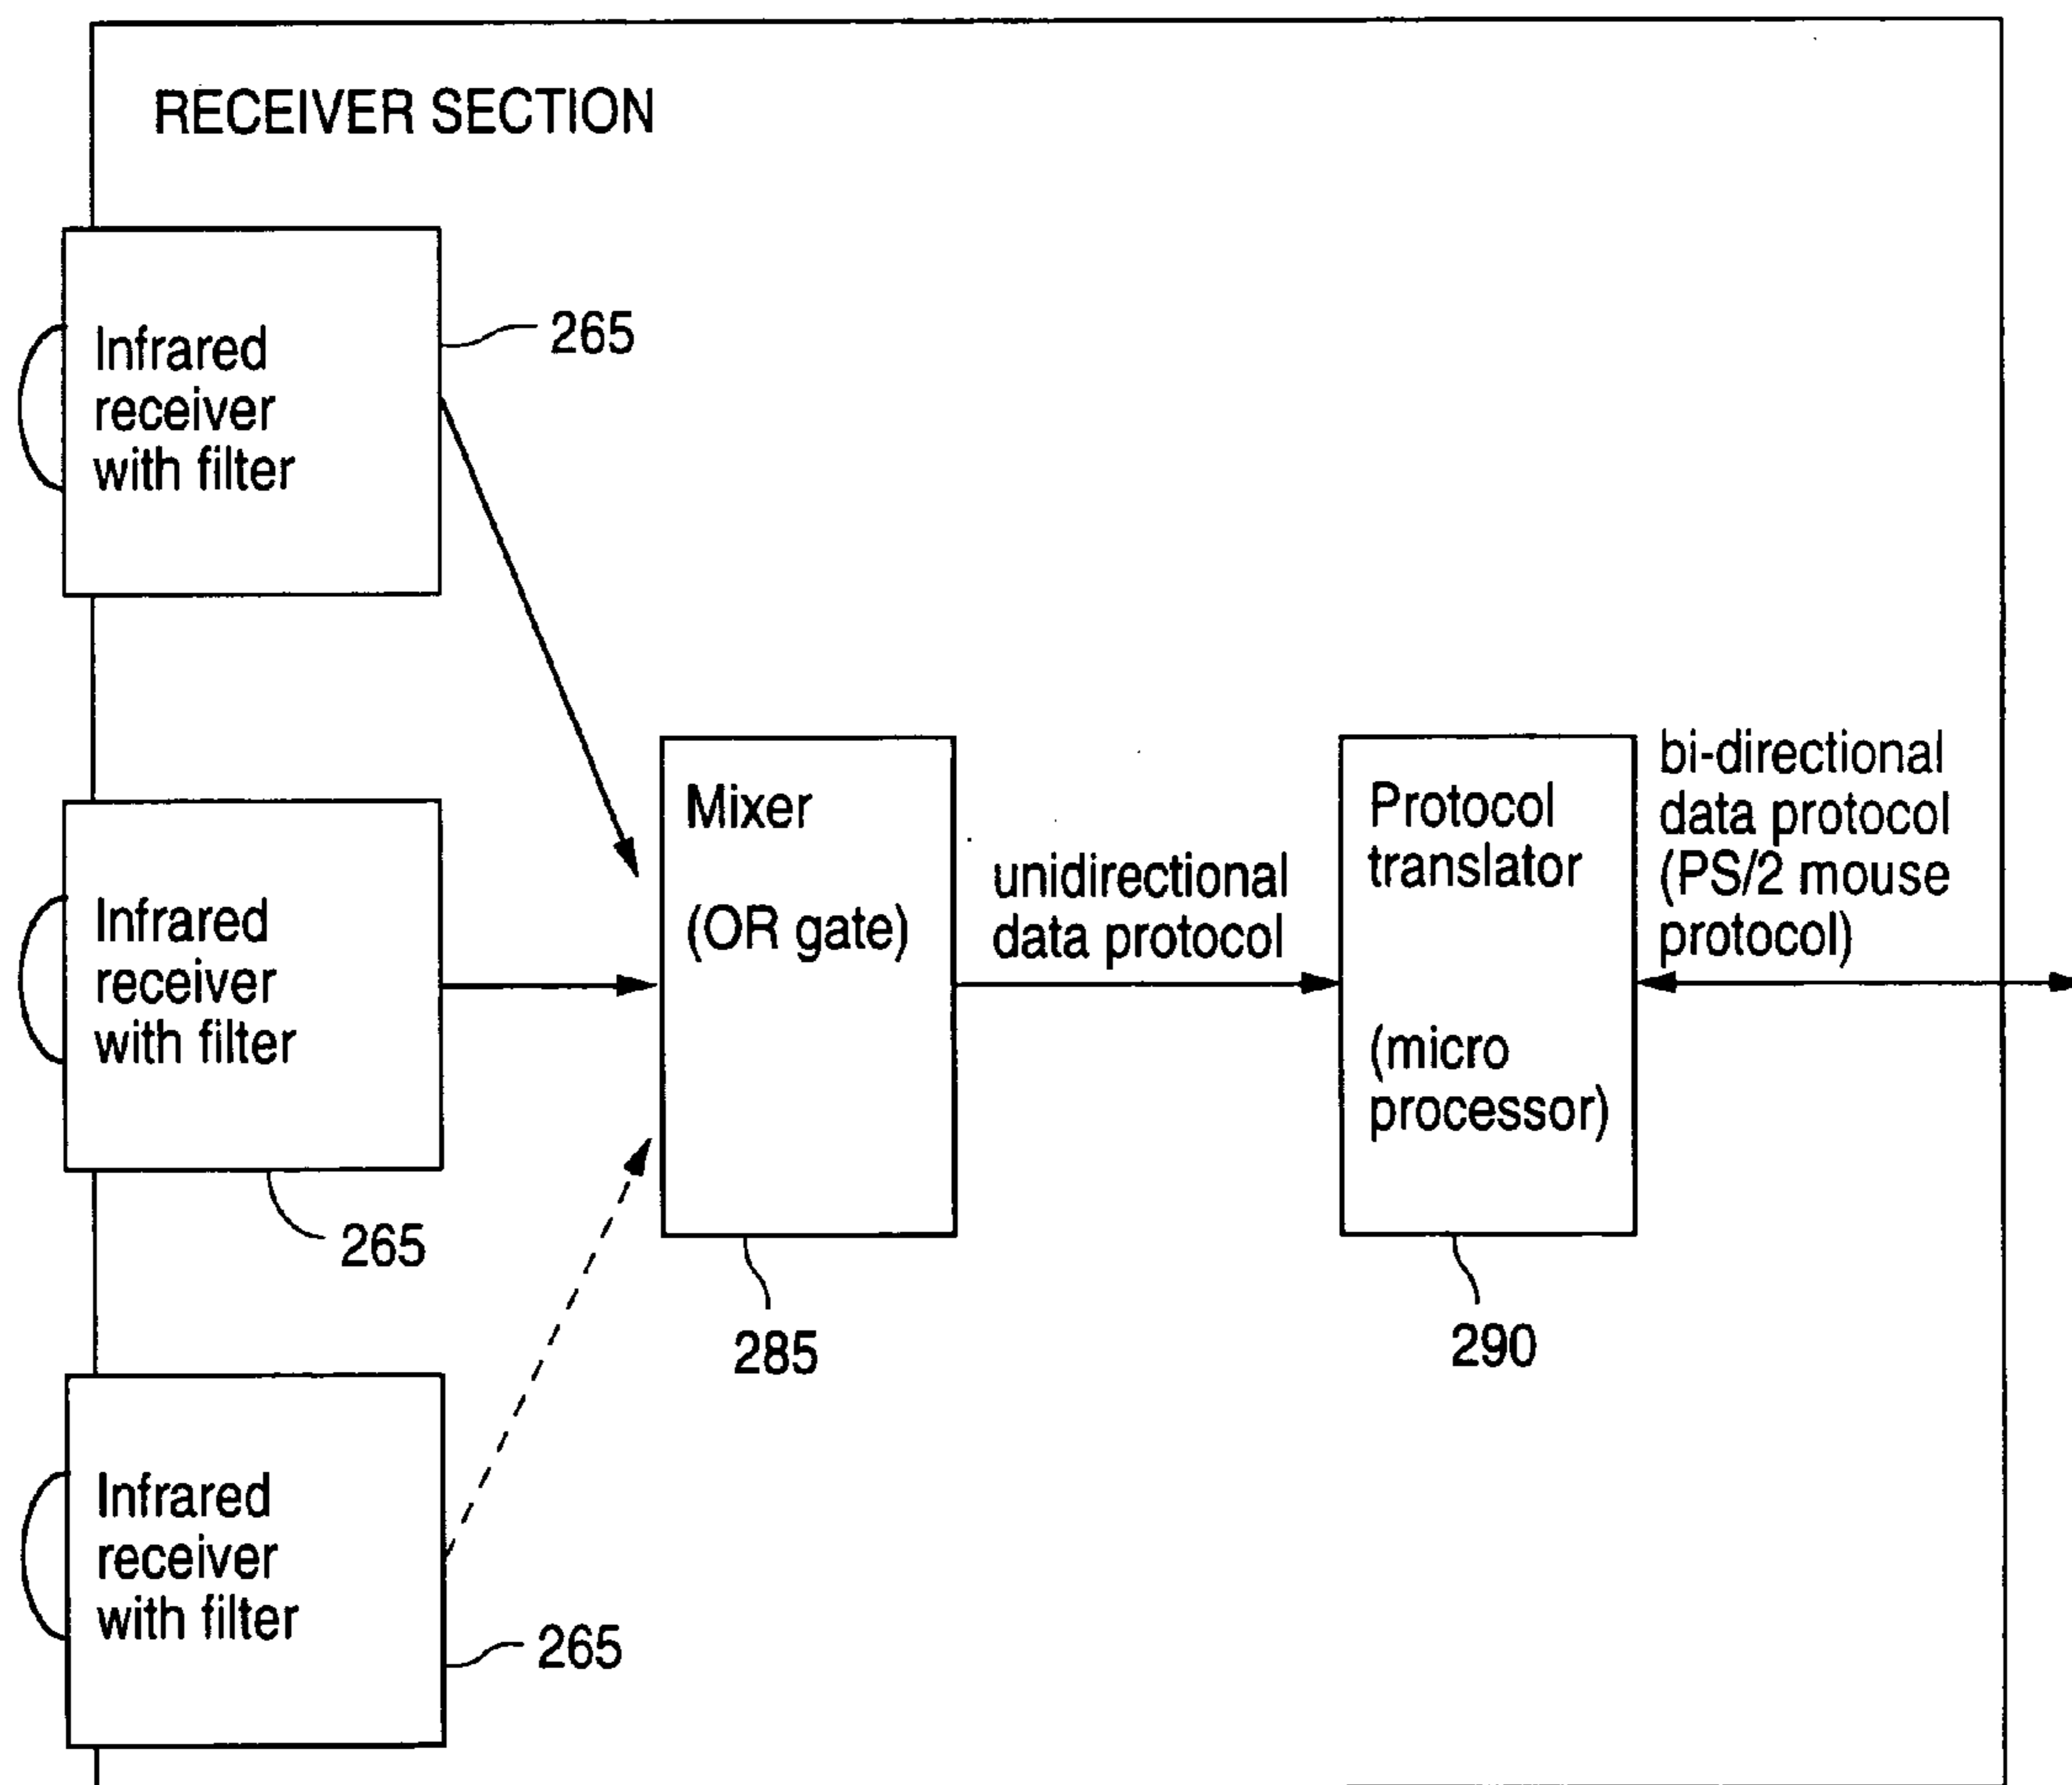 RECEIVER SECTION
Infrared
receiver
with filter
265
Infrared
receiver
with filter
265
Infrared
receiver
with filter
265
Mixer
(OR gate)
285
unidirectional
data protocol
Protocol
translator
(micro
processor)
290
bi-directional
data protocol
(PS/2 mouse
protocol)